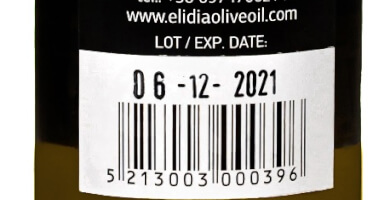 www.elidiaoliveoil.com
LOT / EXP. DATE:
06 -12- 2021
5 213003 000396